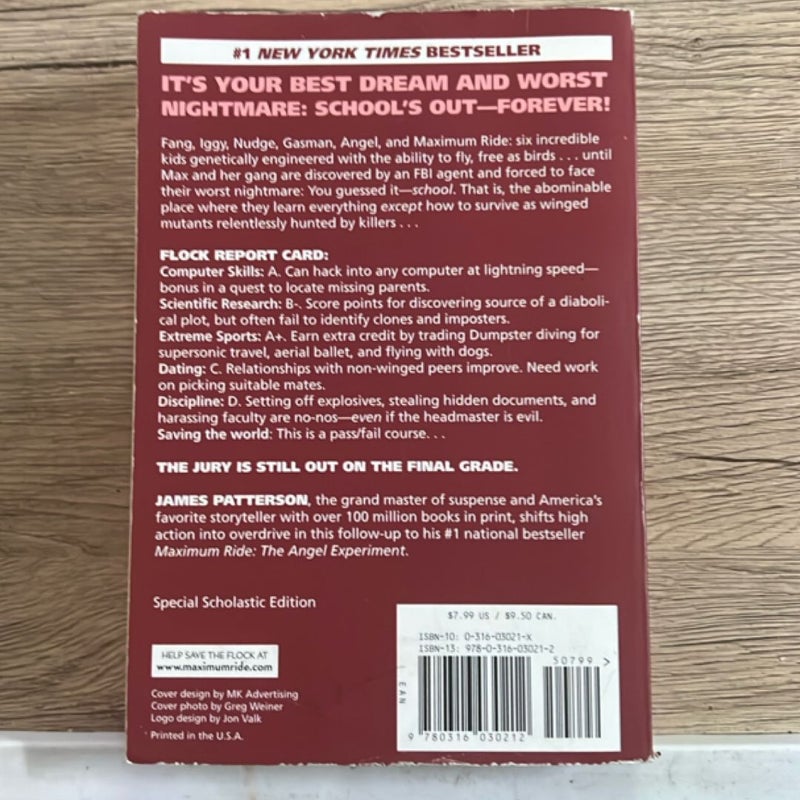 #1 NEW YORK TIMES BESTSELLER
IT'S YOUR BEST DREAM AND WORST
NIGHTMARE: SCHOOL'S OUT—FOREVER!
Fang, Iggy, Nudge, Gasman, Angel, and Maximum Ride: six incredible
kids genetically engineered with the ability to fly, free as birds . . . until
Max and her gang are discovered by an FBI agent and forced to face
their worst nightmare: You guessed it—school. That is, the abominable
place where they learn everything except how to survive as winged
mutants relentlessly hunted by killers . . .
FLOCK REPORT CARD:
Computer Skills: A. Can hack into any computer at lightning speed—
bonus in a quest to locate missing parents.
Scientific Research: B-. Score points for discovering source of a diaboli-
cal plot, but often fail to identify clones and imposters.
Extreme Sports: A+. Earn extra credit by trading Dumpster diving for
supersonic travel, aerial ballet, and flying with dogs.
Dating: C. Relationships with non-winged peers improve. Need work
on picking suitable mates.
Discipline: D. Setting off explosives, stealing hidden documents, and
harassing faculty are no-nos—even if the headmaster is evil.
Saving the world: This is a pass/fail course. . .
THE JURY IS STILL OUT ON THE FINAL GRADE.
JAMES PATTERSON, the grand master of suspense and America's
favorite storyteller with over 100 million books in print, shifts high
action into overdrive in this follow-up to his #1 national bestseller
Maximum Ride: The Angel Experiment.
Special Scholastic Edition
$7.99 US / $9.50 CAN.
ISBN-10: 0-316-03021-X
ISBN-13: 978-0-316-03021-2
50799 >
EAN
9 780316 030212
HELP SAVE THE FLOCK AT
www.maximumride.com
Cover design by MK Advertising
Cover photo by Greg Weiner
Logo design by Jon Valk
Printed in the U.S.A.